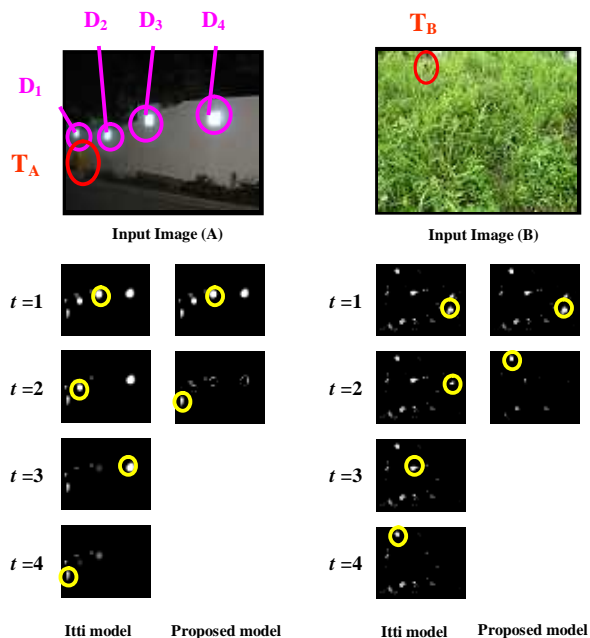 D1 D2 D3 D4
TA
TB
Input Image (A)
Input Image (B)
t =1
t =2
t =3
t =4
t =1
t =2
t =3
t =4
Itti model Proposed model
Itti model Proposed model